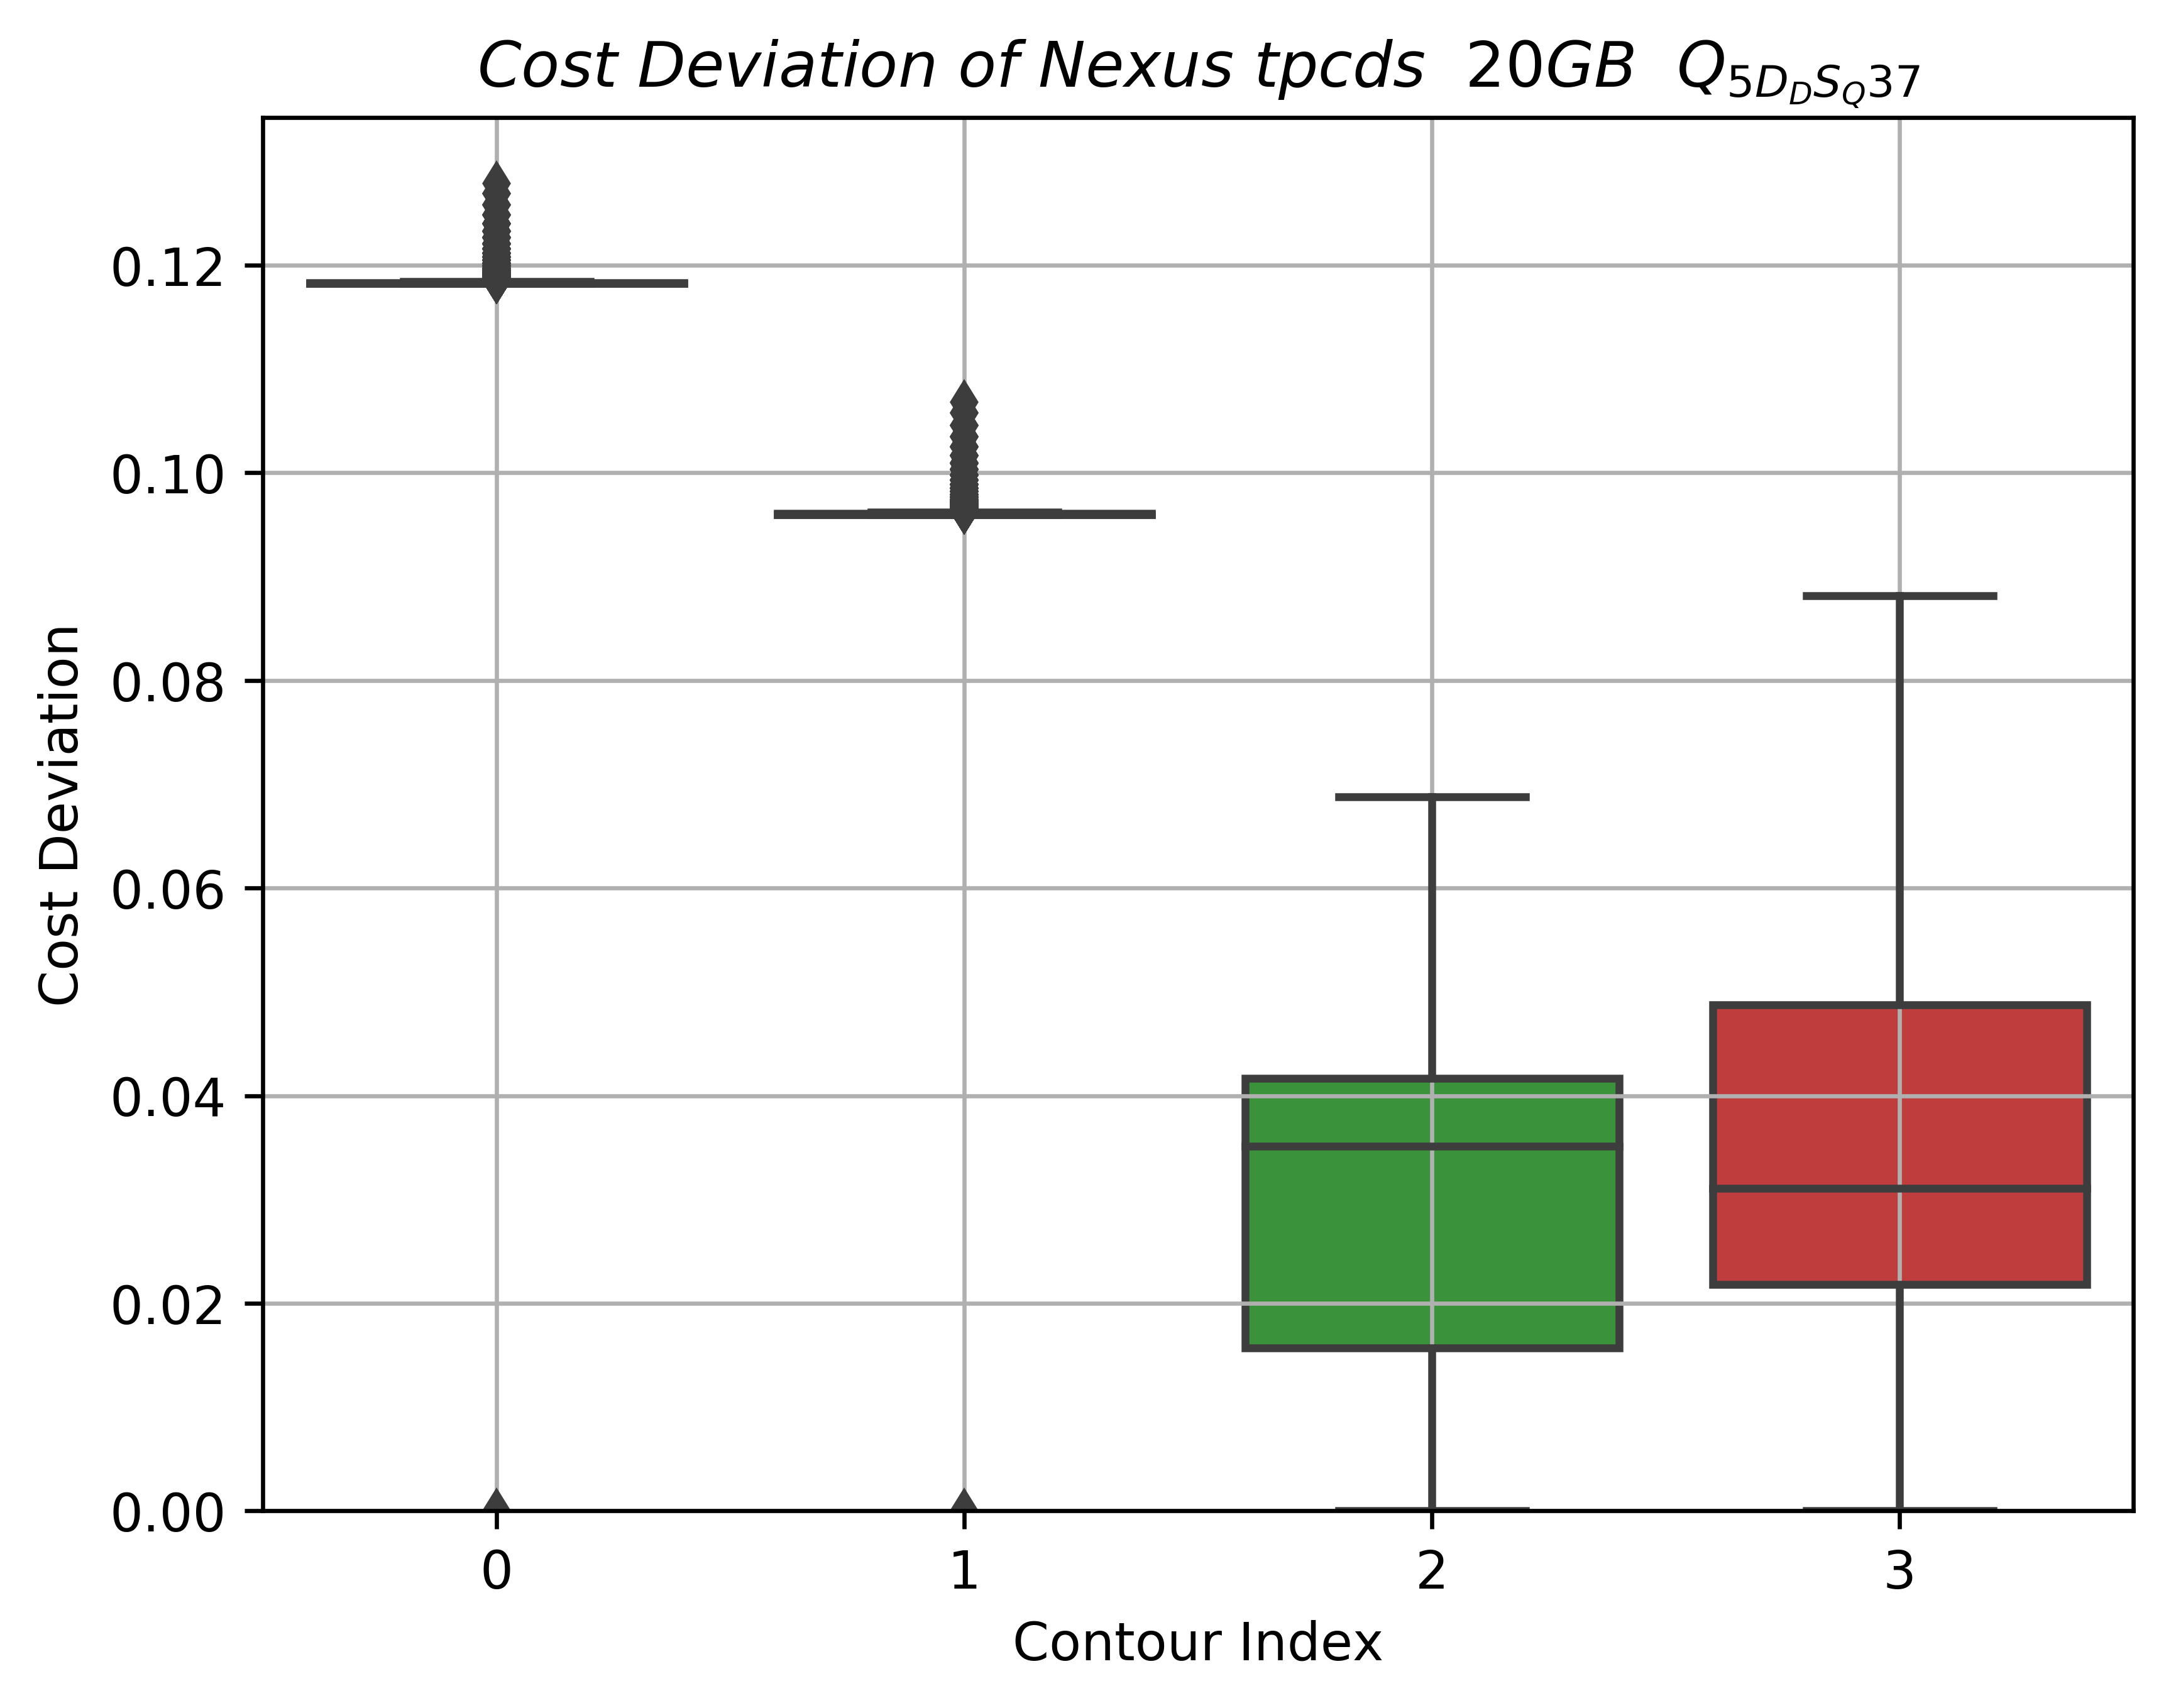 Cost Deviation of Nexus tpcds 20GB Q5DDSQ37
0.12
0.10
0.08
0.06
0.04
0.02
0.00
Cost Deviation
0 1 2 3
Contour Index